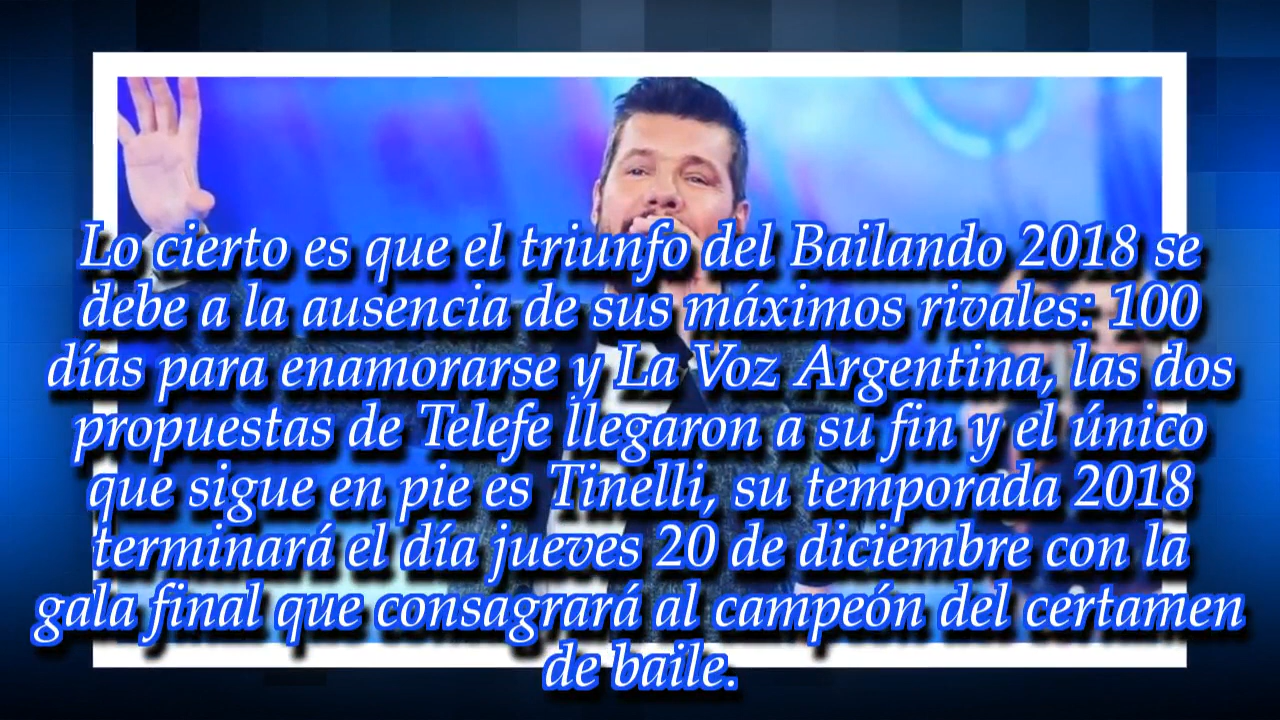 Lo cierto es que el triunfo del Bailando 2018 se
debe a la ausencia de sus máximos rivales: 100
días para enamorarse y La Voz Argentina, las dos
propuestas de Telefe llegaron a su fin y el único
que sigue en pie es Tinelli, su temporada 2018
terminará el día jueves 20 de diciembre con la
gala final que consagrará al campeón del certamen
de baile.